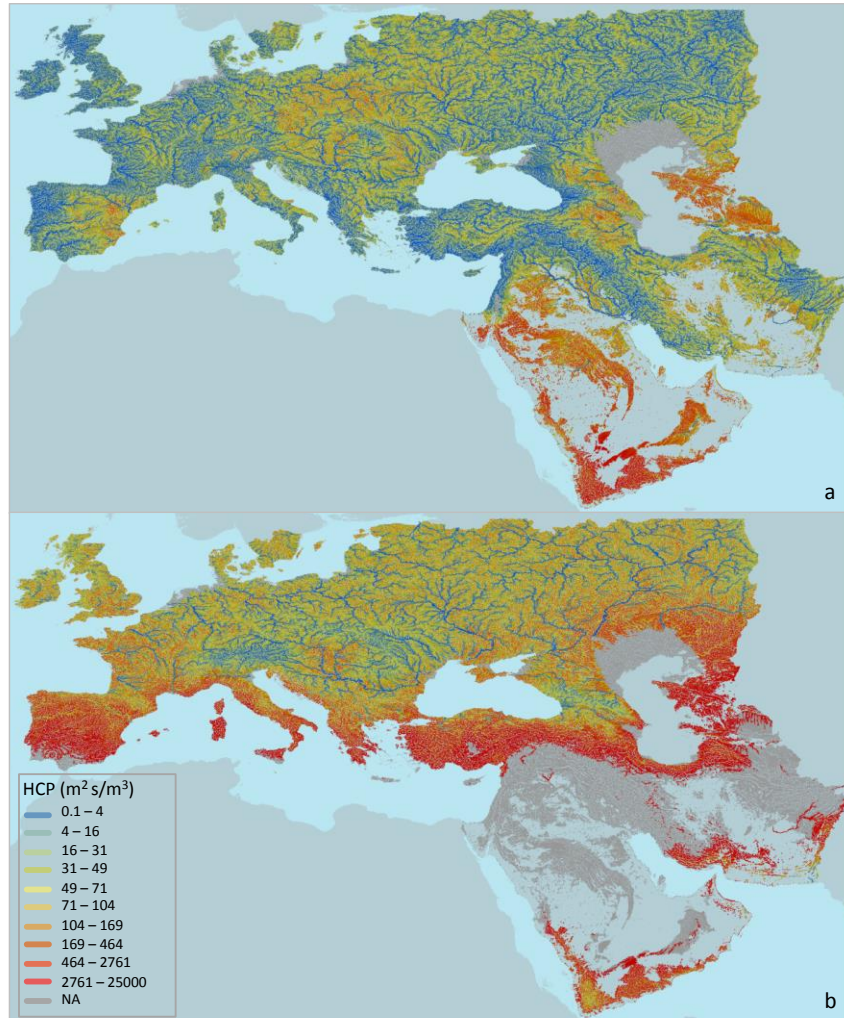 a
HCP (m² s/m³)
0.1 – 4
4 – 16
16 – 31
31 – 49
49 – 71
71 – 104
104 – 169
169 – 464
464 – 2761
2761 – 25000
NA
b